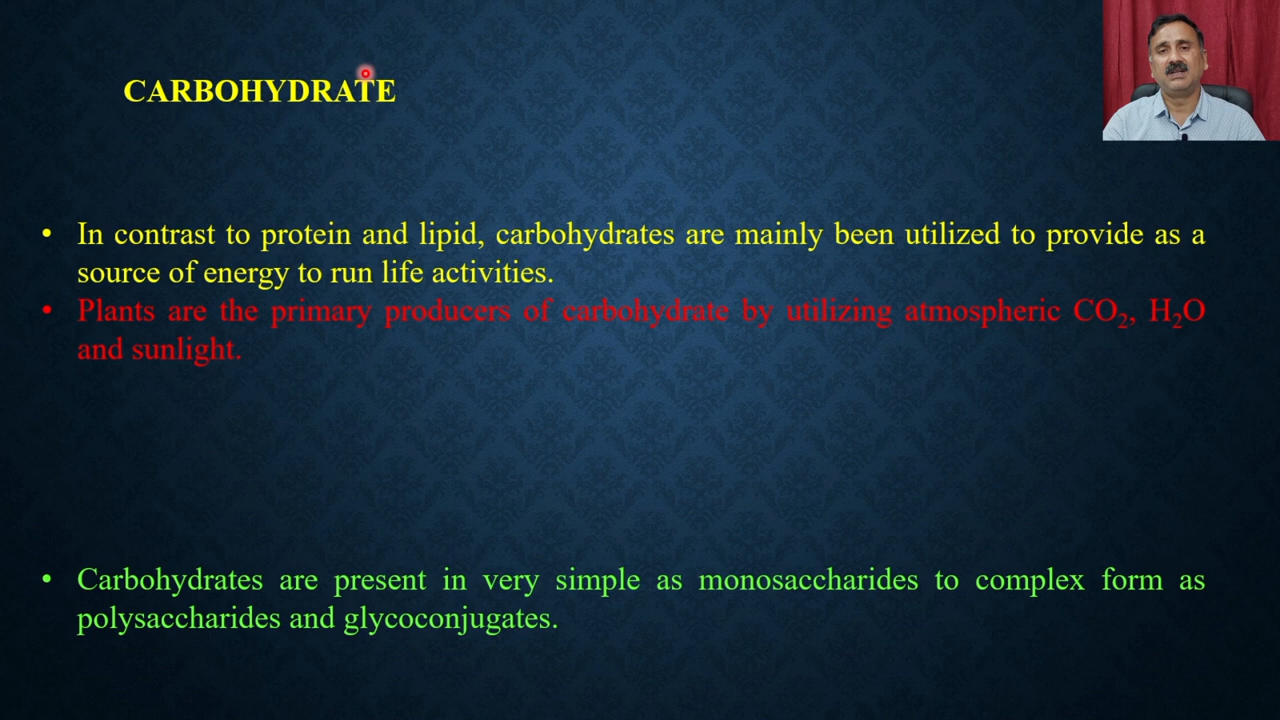 CARBOHYDRATE
• In contrast to protein and lipid, carbohydrates are mainly been utilized to provide as a
source of energy to run life activities.
• Plants are the primary producers of carbohydrate by utilizing atmospheric CO₂, H₂O
and sunlight.
• Carbohydrates are present in very simple as monosaccharides to complex form as
polysaccharides and glycoconjugates.